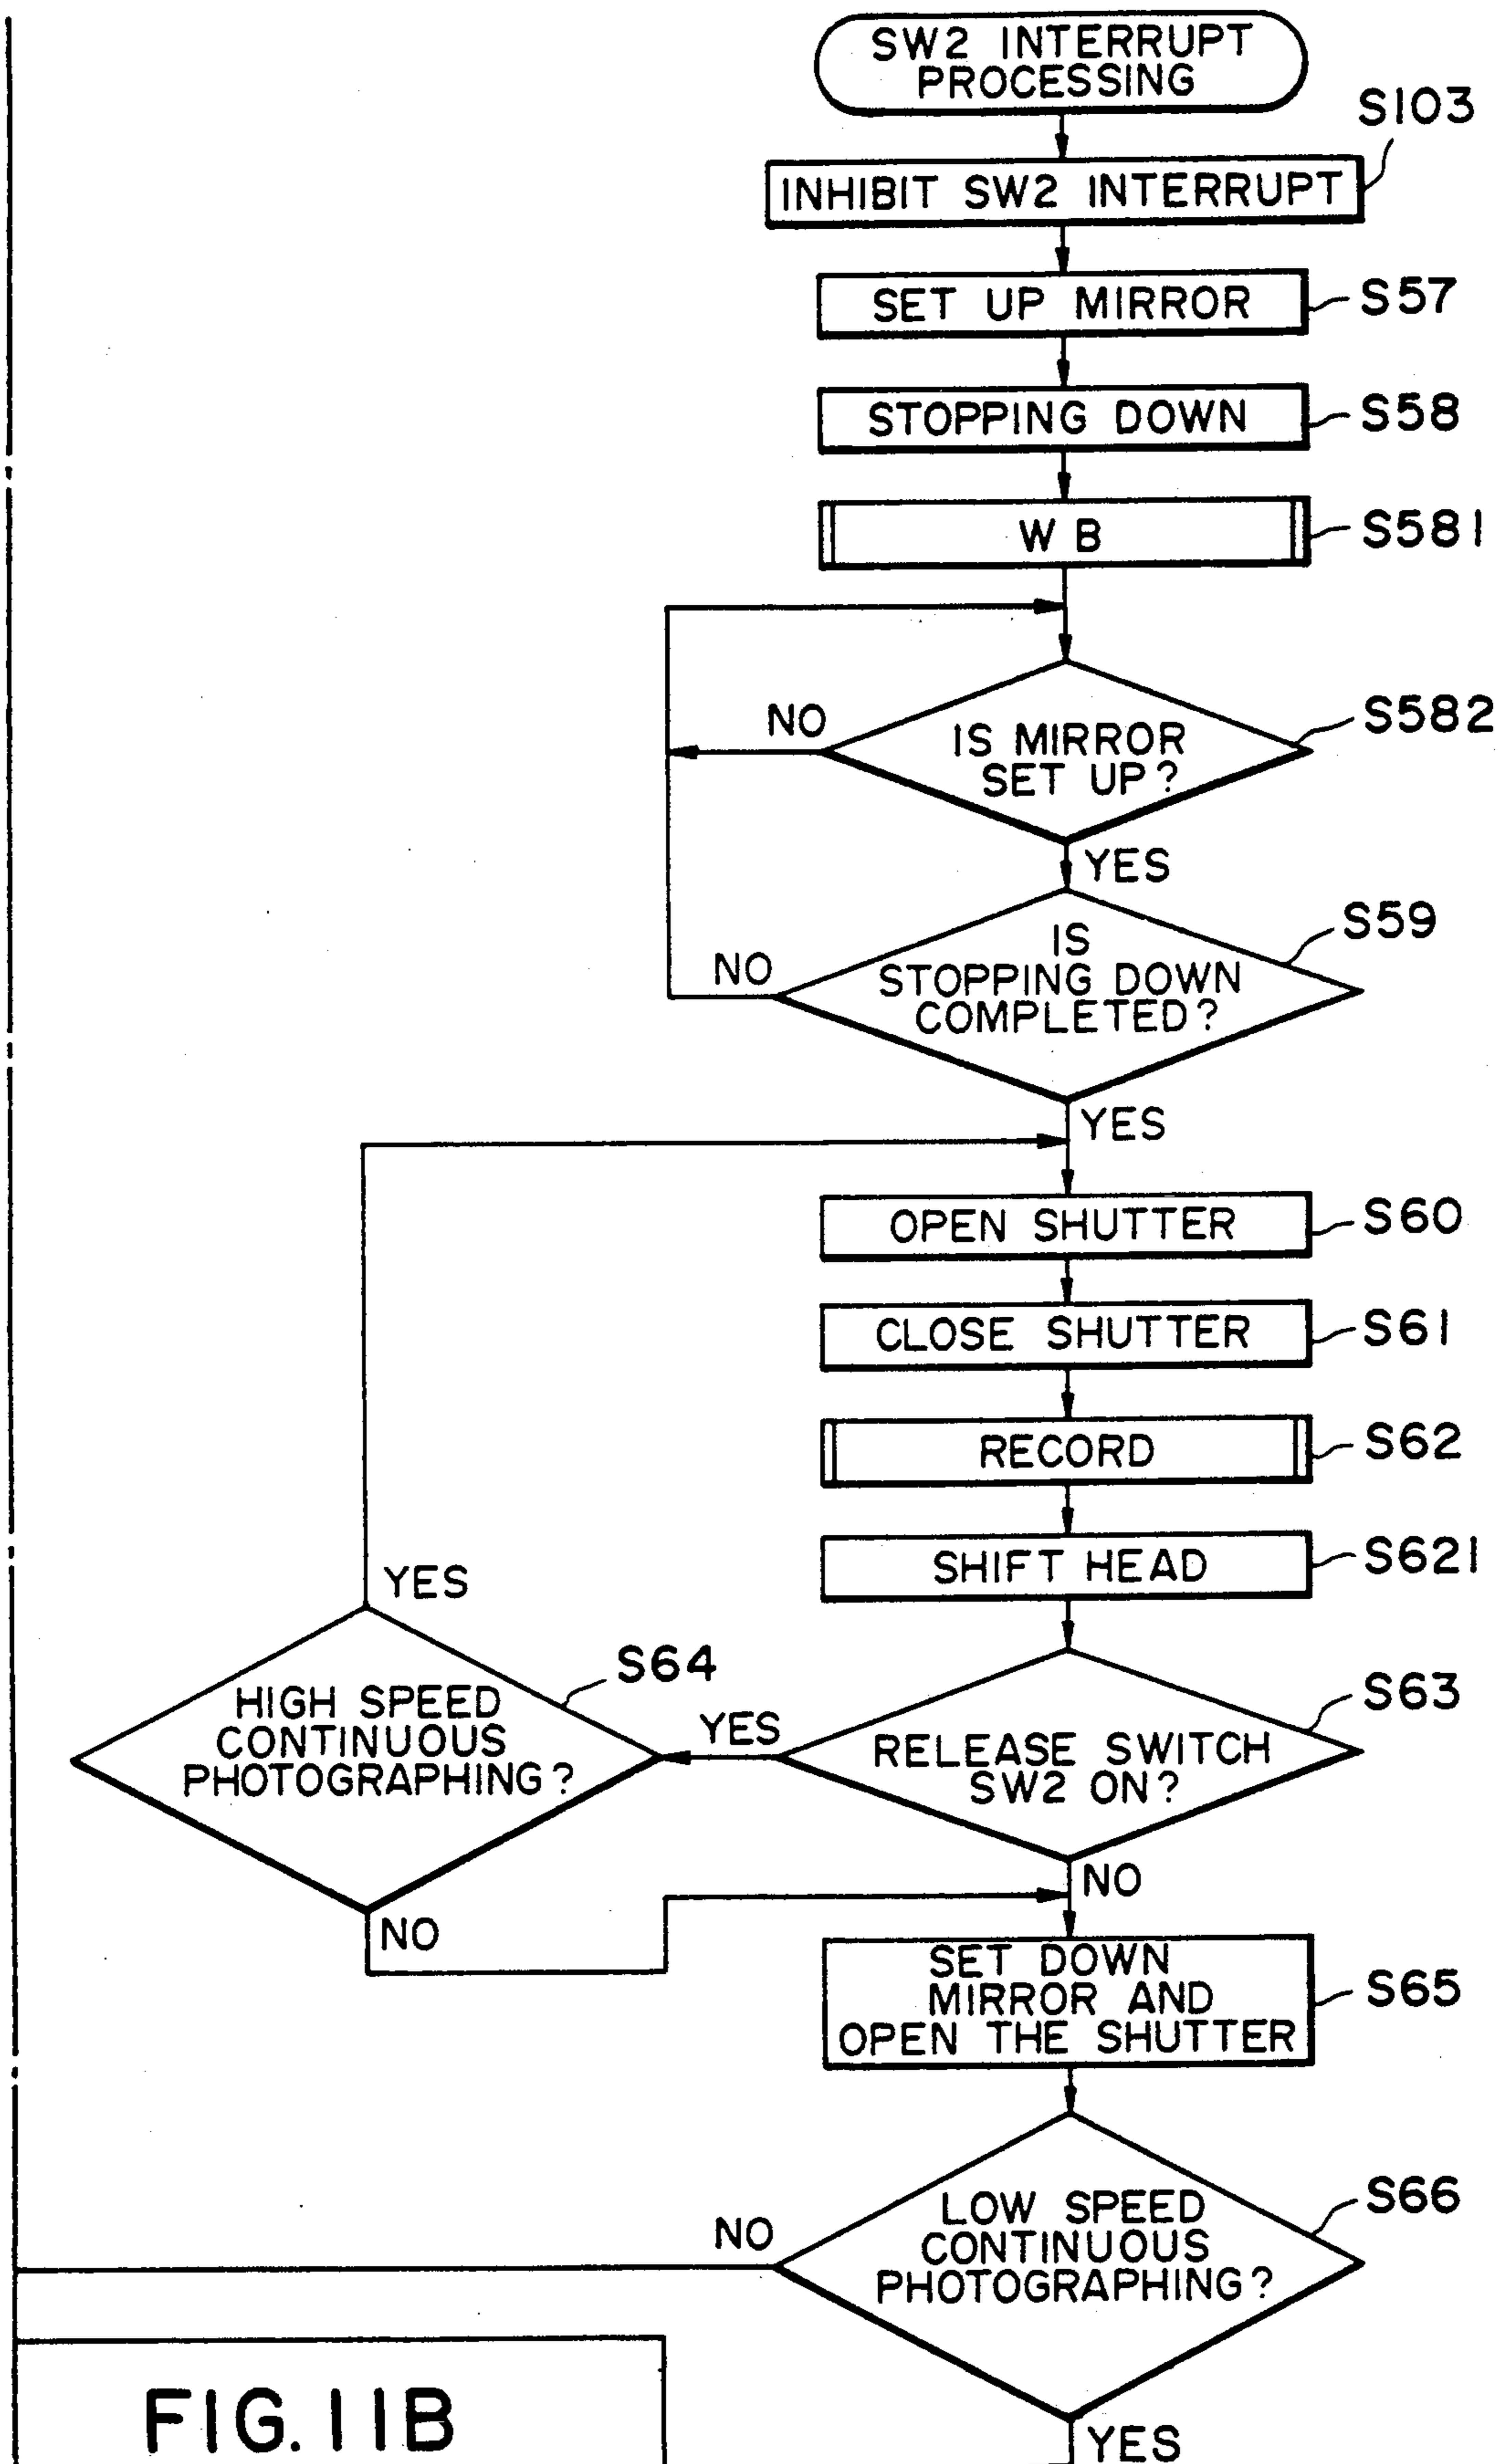 SW2 INTERRUPT
PROCESSING
S103
INHIBIT SW2 INTERRUPT
SET UP MIRROR
S57
STOPPING DOWN
S58
WB
S581
NO
IS MIRROR
SET UP?
S582
YES
NO
IS
STOPPING DOWN
COMPLETED?
S59
YES
OPEN SHUTTER
S60
CLOSE SHUTTER
S61
RECORD
S62
SHIFT HEAD
S621
YES
HIGH SPEED
CONTINUOUS
PHOTOGRAPHING?
S64
YES
RELEASE SWITCH
SW2 ON?
S63
NO
NO
SET DOWN
MIRROR AND
OPEN THE SHUTTER
S65
NO
LOW SPEED
CONTINUOUS
PHOTOGRAPHING?
S66
YES
FIG. 11B